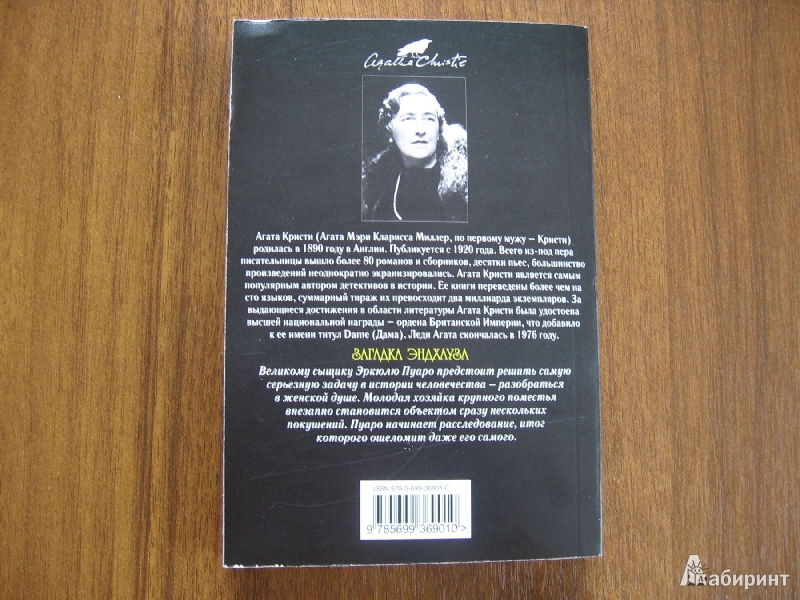 Agatha Christie
Агата Кристи (Агата Мэри Кларисса Миллер, по первому мужу – Кристи)
родилась в 1890 году в Англии. Публикуется с 1920 года. Всего из-под пера
писательницы вышло более 80 романов и сборников, десятки пьес, большинство
произведений неоднократно экранизировались. Агата Кристи является самым
популярным автором детективов в истории. Ее книги переведены более чем на
сто языков, суммарный тираж их превосходит два миллиарда экземпляров. За
выдающиеся достижения в области литературы Агата Кристи была удостоена
высшей национальной награды – ордена Британской Империи, что добавило
к ее имени титул Dame (Дама). Леди Агата скончалась в 1976 году.
ЗАГАДКА ЭНДХАУЗА
Великому сыщику Эркюлю Пуаро предстоит решить самую
серьезную задачу в истории человечества – разобраться
в женской душе. Молодая хозяйка крупного поместья
внезапно становится объектом сразу нескольких
покушений. Пуаро начинает расследование, итог
которого ошеломит даже его самого.
ISBN 978-5-699-36901-0
9 785699 369010 >
Лабиринт